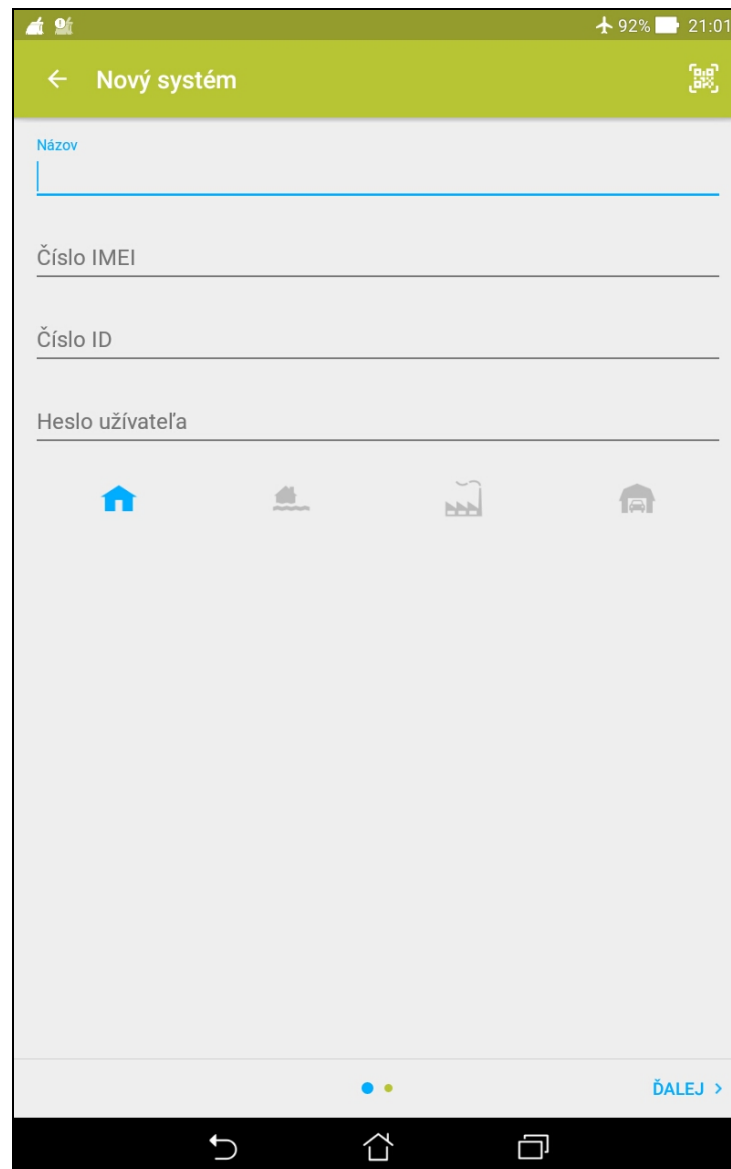 92% 21:01
Nový systém
Názov
Číslo IMEI
Číslo ID
Heslo užívateľa
ĎALEJ